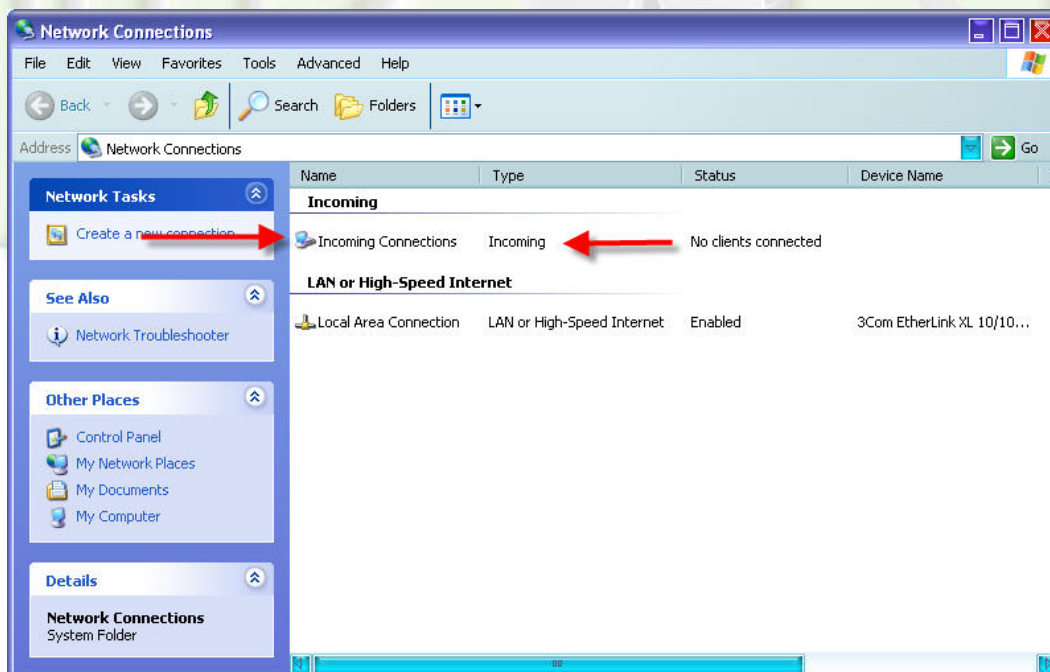 Network Connections
File Edit View Favorites Tools Advanced Help
Back Search Folders
Address Network Connections Go
Network Tasks
Create a new connection
See Also
Network Troubleshooter
Other Places
Control Panel
My Network Places
My Documents
My Computer
Details
Network Connections
System Folder
Name Type Status Device Name
Incoming
Incoming Connections Incoming No clients connected
LAN or High-Speed Internet
Local Area Connection LAN or High-Speed Internet Enabled 3Com EtherLink XL 10/10...